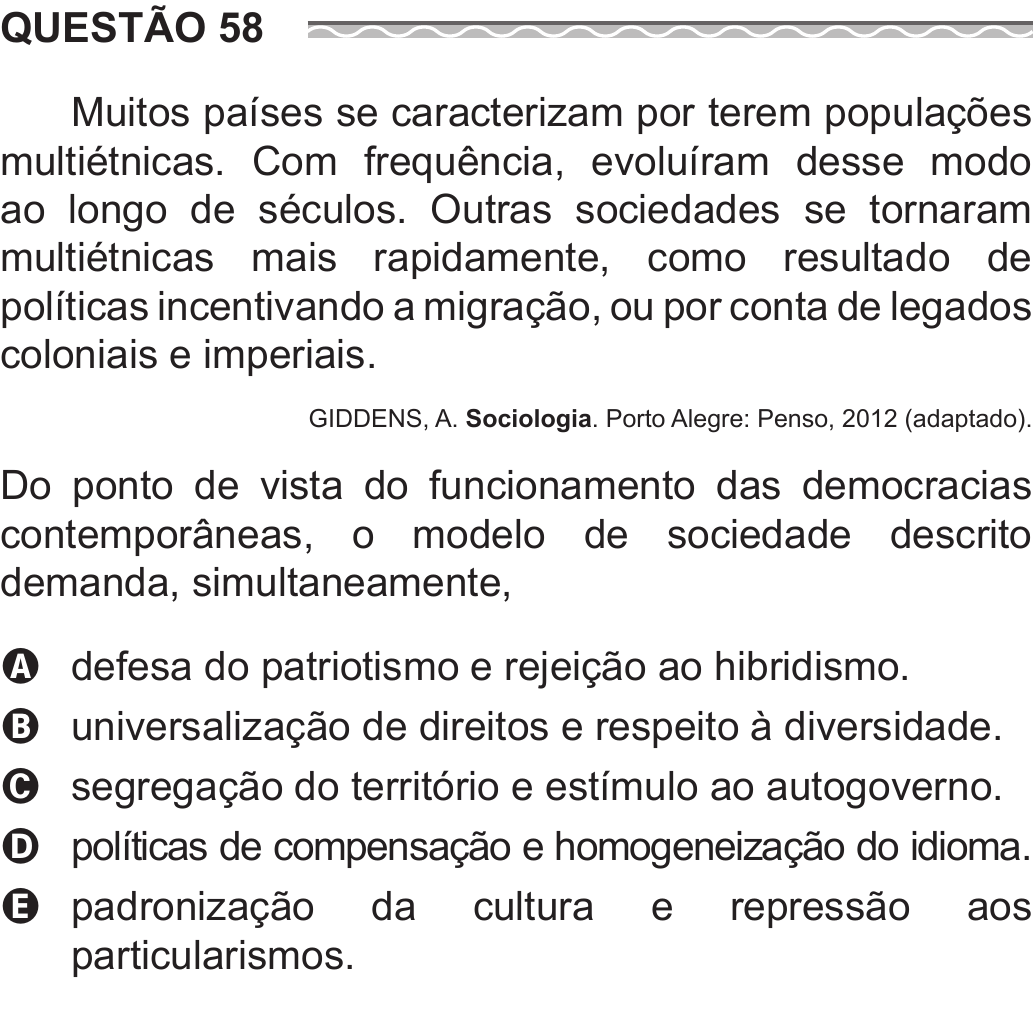 QUESTÃO 58
Muitos países se caracterizam por terem populações
multiétnicas. Com frequência, evoluíram desse modo
ao longo de séculos. Outras sociedades se tornaram
multiétnicas mais rapidamente, como resultado de
políticas incentivando a migração, ou por conta de legados
coloniais e imperiais.
GIDDENS, A. Sociologia. Porto Alegre: Penso, 2012 (adaptado).
Do ponto de vista do funcionamento das democracias
contemporâneas, o modelo de sociedade descrito
demanda, simultaneamente,
A defesa do patriotismo e rejeição ao hibridismo.
B universalização de direitos e respeito à diversidade.
C segregação do território e estímulo ao autogoverno.
D políticas de compensação e homogeneização do idioma.
E padronização da cultura e repressão aos
particularismos.